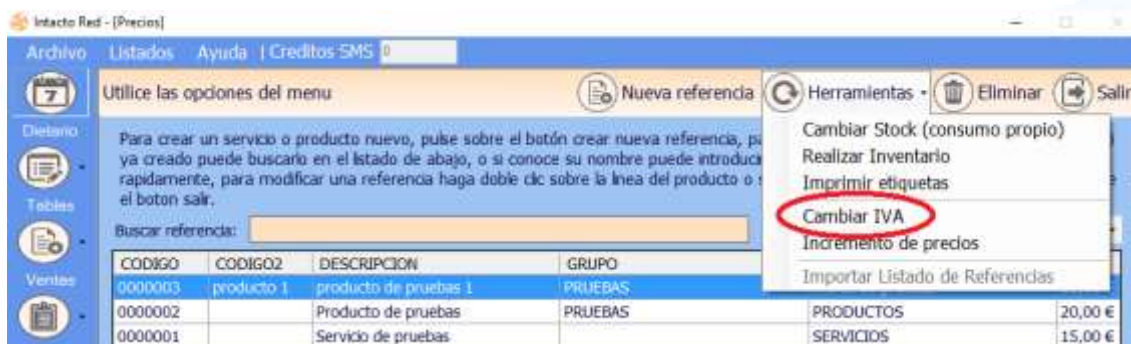 Intacto Red - [Precios]
Archivo Listados Ayuda | Creditos SMS 0
Utilice las opciones del menu Nueva referencia Herramientas Eliminar Salir
Dietario
Tables
Ventas
Para crear un servicio o producto nuevo, pulse sobre el botón crear nueva referencia,
ya creado puede buscarlo en el listado de abajo, o si conoce su nombre puede
rapidamente, para modificar una referencia haga doble clic sobre la linea del producto o
el boton salir.
Buscar referencia:
Cambiar Stock (consumo propio)
Realizar Inventario
Imprimir etiquetas
Cambiar IVA
Incremento de precios
Importar Listado de Referencias
CODIGO CODIGO2 DESCRIPCION GRUPO
0000003 producto 1 producto de pruebas 1 PRUEBAS
0000002 Producto de pruebas PRUEBAS PRODUCTOS 20,00 €
0000001 Servicio de pruebas SERVICIOS 15,00 €